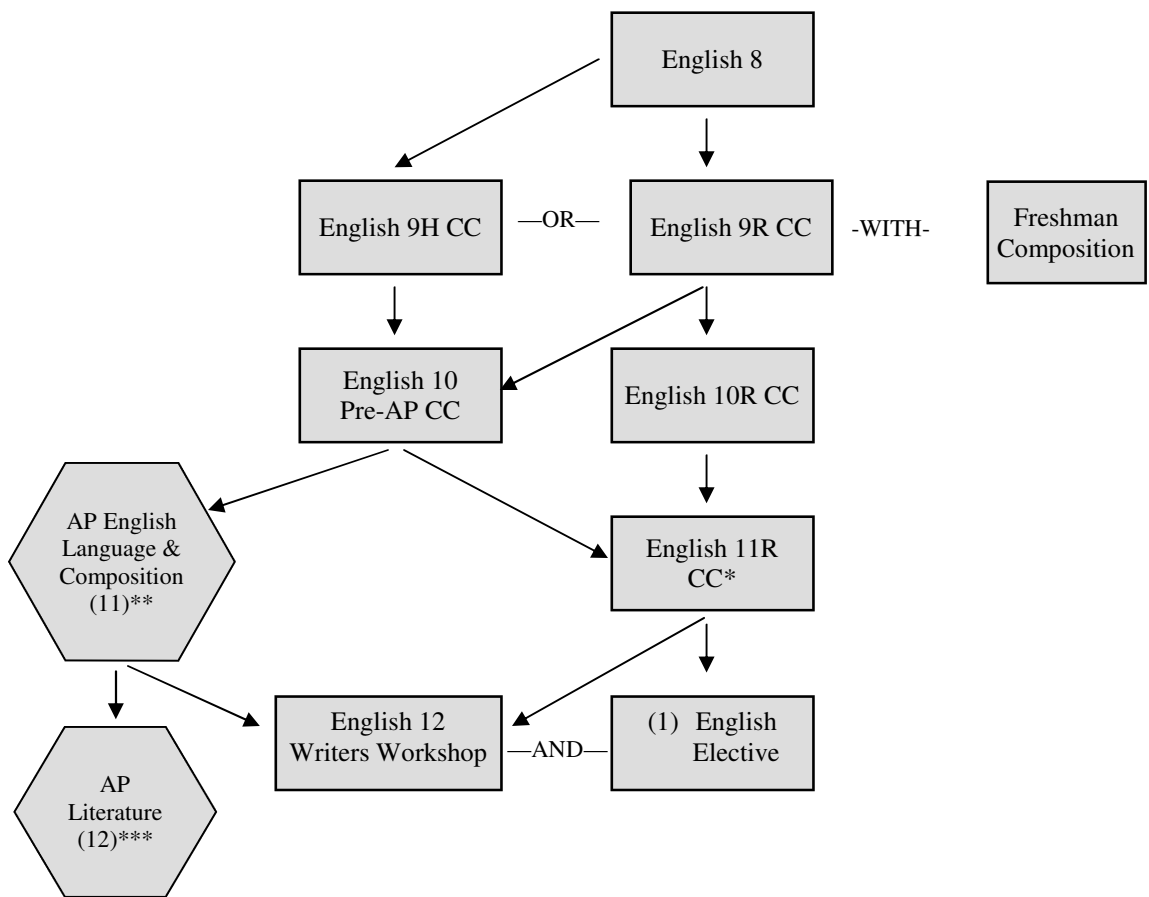 English 8
English 9H CC
—OR—
English 9R CC
-WITH-
Freshman
Composition
English 10
Pre-AP CC
English 10R CC
AP English
Language &
Composition
(11)**
English 11R
CC*
English 12
Writers Workshop
—AND—
(1) English
Elective
AP
Literature
(12)***